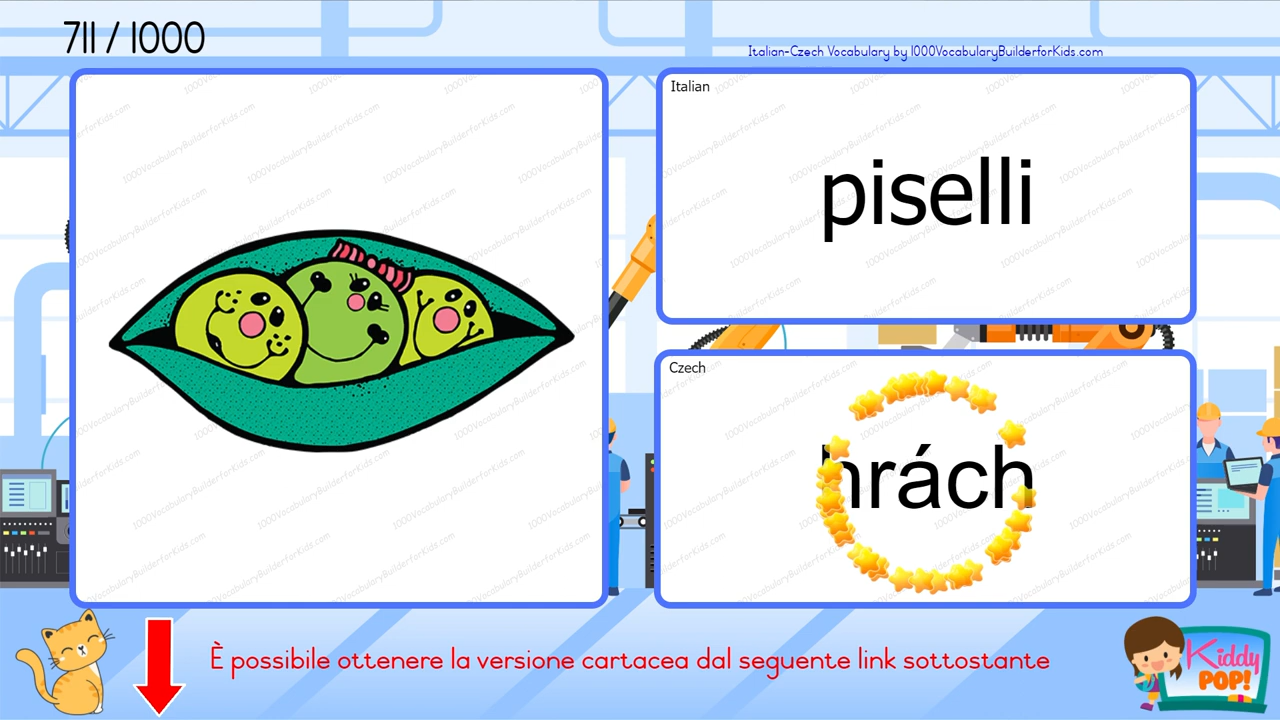 711 / 1000
Italian-Czech Vocabulary by 1000VocabularyBuilderforKids.com
Italian
piselli
Czech
hrách
È possibile ottenere la versione cartacea dal seguente link sottostante
Kiddy
POP!